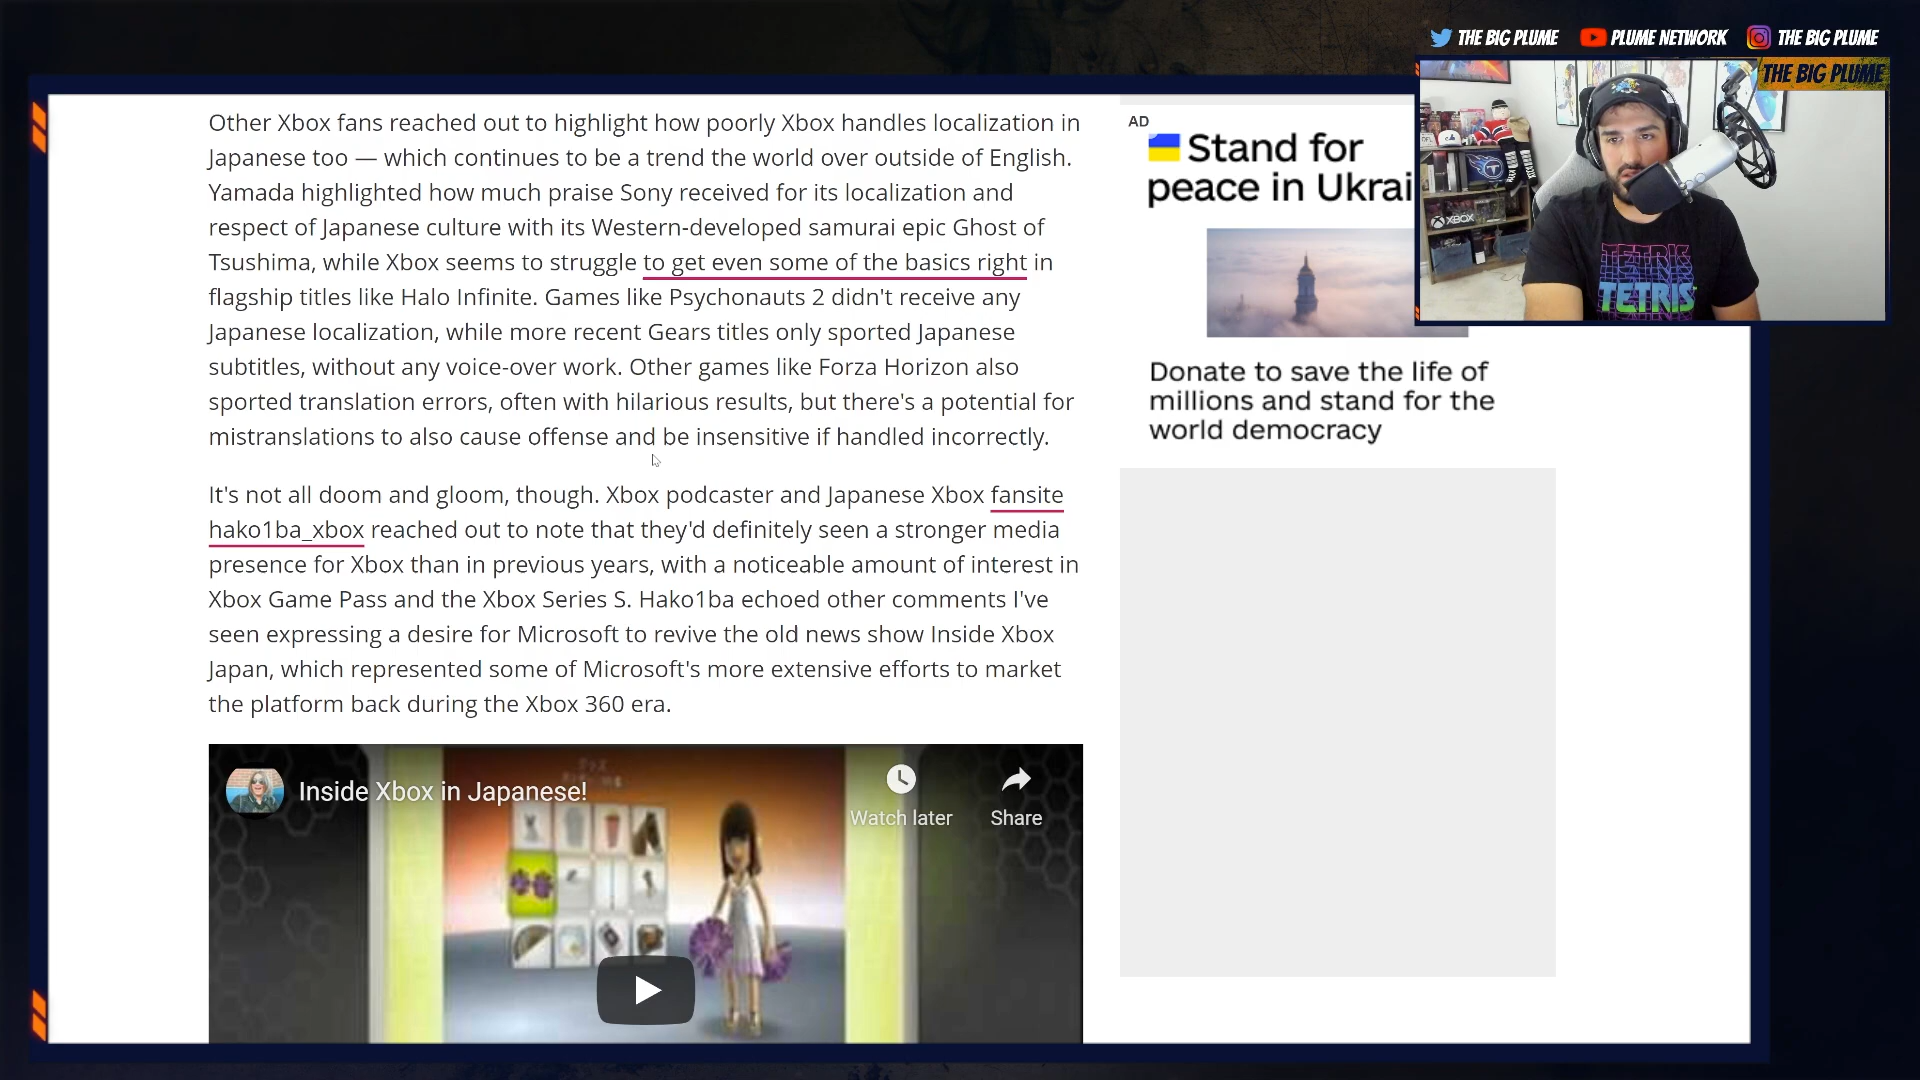 THE BIG PLUME PLUME NETWORK THE BIG PLUME
THE BIG PLUME
Other Xbox fans reached out to highlight how poorly Xbox handles localization in
Japanese too — which continues to be a trend the world over outside of English.
Yamada highlighted how much praise Sony received for its localization and
respect of Japanese culture with its Western-developed samurai epic Ghost of
Tsushima, while Xbox seems to struggle to get even some of the basics right in
flagship titles like Halo Infinite. Games like Psychonauts 2 didn't receive any
Japanese localization, while more recent Gears titles only sported Japanese
subtitles, without any voice-over work. Other games like Forza Horizon also
sported translation errors, often with hilarious results, but there's a potential for
mistranslations to also cause offense and be insensitive if handled incorrectly.
It's not all doom and gloom, though. Xbox podcaster and Japanese Xbox fansite
hako1ba_xbox reached out to note that they'd definitely seen a stronger media
presence for Xbox than in previous years, with a noticeable amount of interest in
Xbox Game Pass and the Xbox Series S. Hako1ba echoed other comments I've
seen expressing a desire for Microsoft to revive the old news show Inside Xbox
Japan, which represented some of Microsoft's more extensive efforts to market
the platform back during the Xbox 360 era.
Inside Xbox in Japanese!
Watch later
Share
AD
Stand for
peace in Ukrai
Donate to save the life of
millions and stand for the
world democracy
XBOX
TETRIS
TETRIS
TETRIS